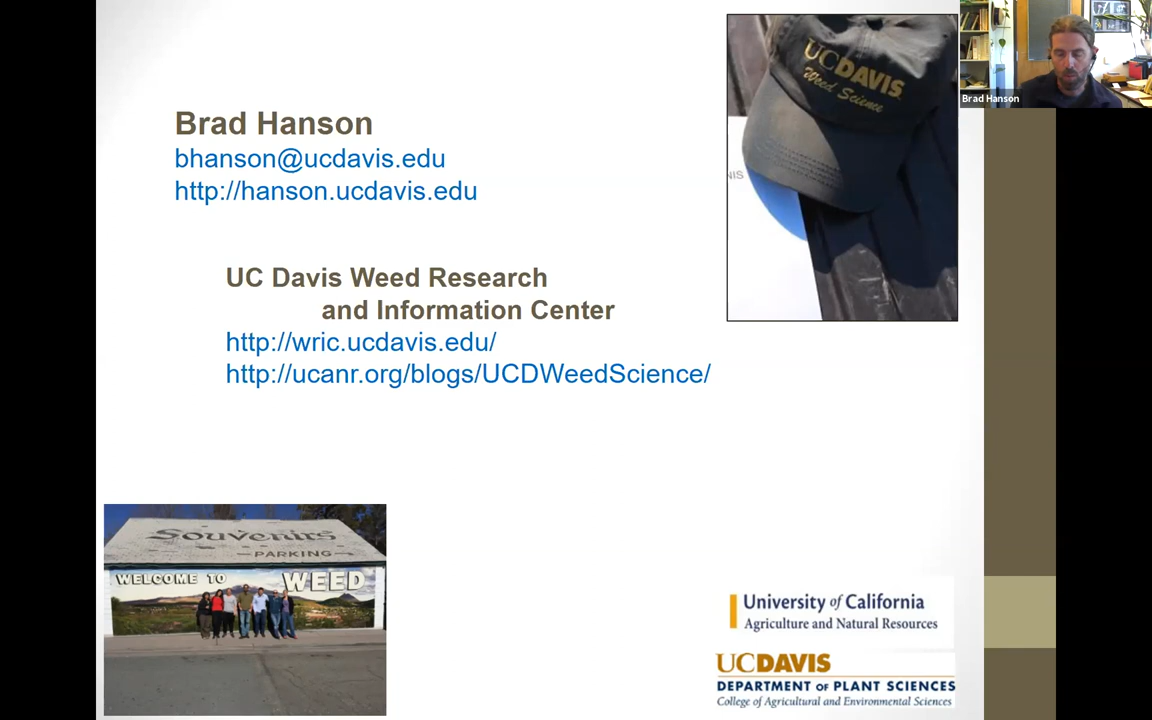 UCDAVIS
Weed Science
Brad Hanson
Brad Hanson
bhanson@ucdavis.edu
http://hanson.ucdavis.edu
NIS
UC Davis Weed Research
and Information Center
http://wric.ucdavis.edu/
http://ucanr.org/blogs/UCDWeedScience/
Souvenirs
PARKING
WELCOME TO WEED
University of California
Agriculture and Natural Resources
UCDAVIS
DEPARTMENT OF PLANT SCIENCES
College of Agricultural and Environmental Sciences